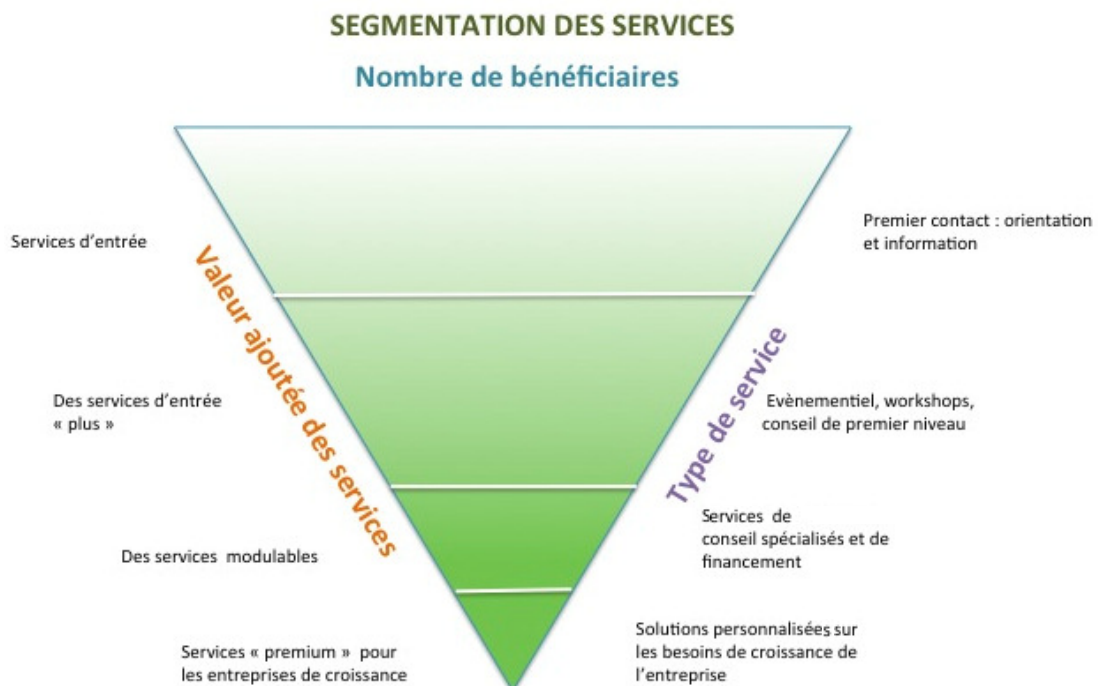 SEGMENTATION DES SERVICES
Nombre de bénéficiaires
Services d’entrée
Premier contact : orientation
et information
Valeur ajoutée des services
Type de service
Des services d’entrée
« plus »
Evènementiel, workshops,
conseil de premier niveau
Des services modulables
Services de
conseil spécialisés et de
financement
Services « premium » pour
les entreprises de croissance
Solutions personnalisées sur
les besoins de croissance de
l’entreprise